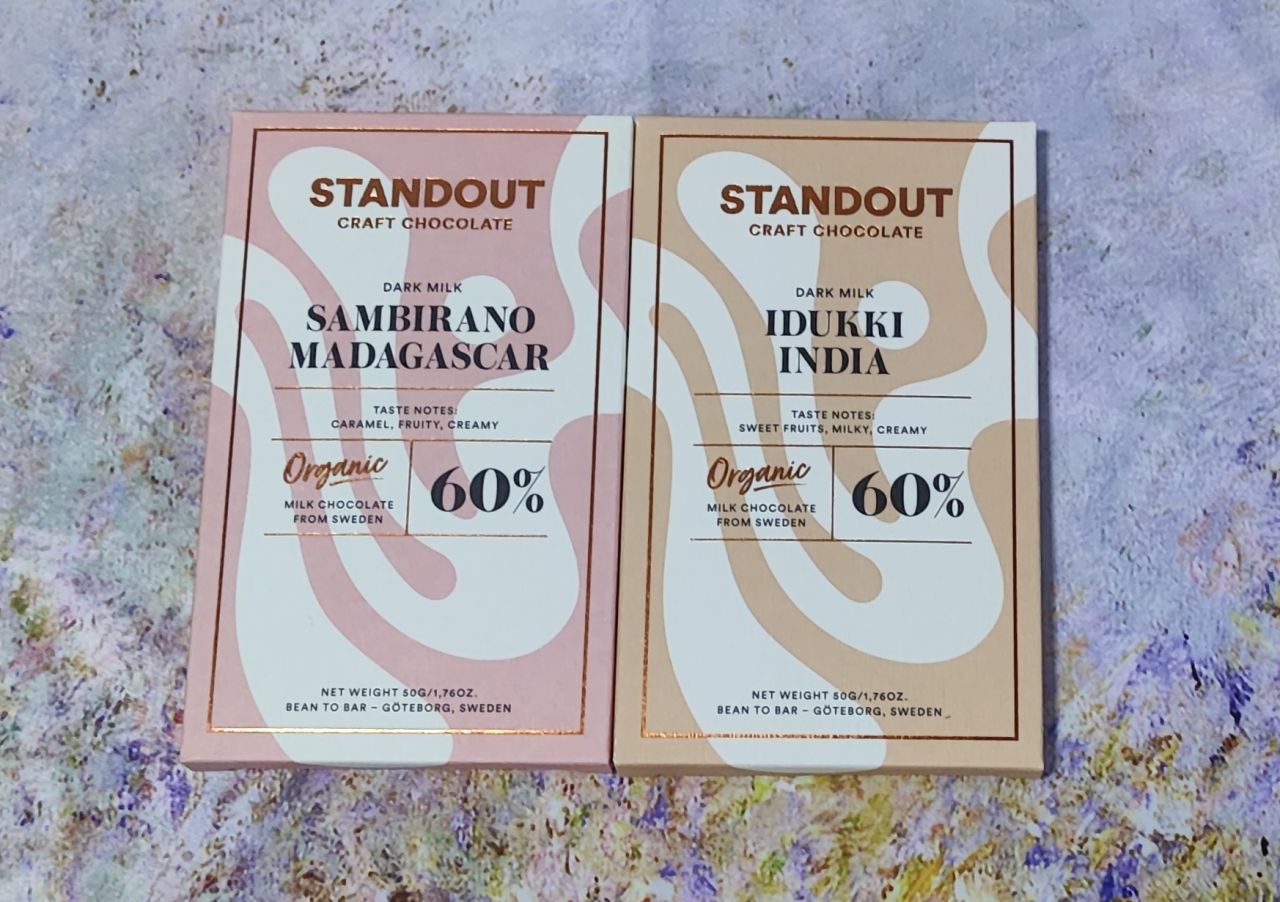 STANDOUT
CRAFT CHOCOLATE
DARK MILK
SAMBIRANO
MADAGASCAR
TASTE NOTES:
CARAMEL, FRUITY, CREAMY
Organic
MILK CHOCOLATE
FROM SWEDEN
60%
NET WEIGHT 50G/1,76OZ.
BEAN TO BAR – GÖTEBORG, SWEDEN
STANDOUT
CRAFT CHOCOLATE
DARK MILK
IDUKKI
INDIA
TASTE NOTES:
SWEET FRUITS, MILKY, CREAMY
Organic
MILK CHOCOLATE
FROM SWEDEN
60%
NET WEIGHT 50G/1,76OZ.
BEAN TO BAR – GÖTEBORG, SWEDEN